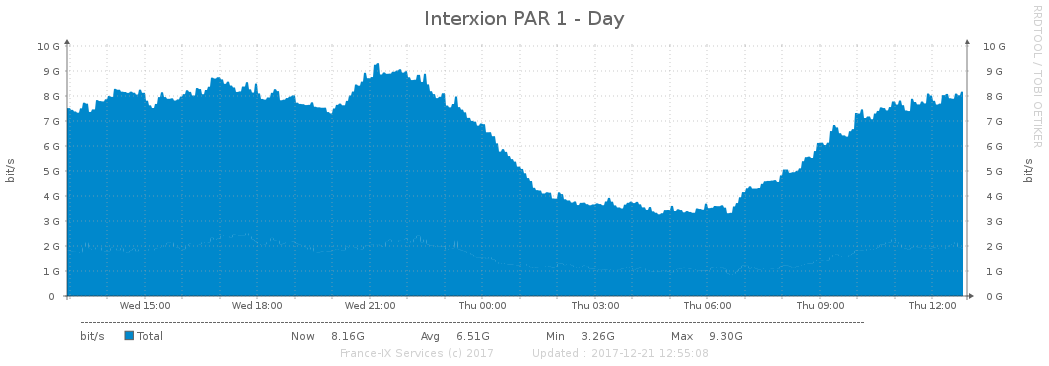 Interxion PAR 1 - Day
RRDTOOL / TOBI OETIKER
bit/s
10 G
9 G
8 G
7 G
6 G
5 G
4 G
3 G
2 G
1 G
0
10 G
9 G
8 G
7 G
6 G
5 G
4 G
3 G
2 G
1 G
0 G
bit/s
Wed 15:00 Wed 18:00 Wed 21:00 Thu 00:00 Thu 03:00 Thu 06:00 Thu 09:00 Thu 12:00
bit/s Total Now 8.16G Avg 6.51G Min 3.26G Max 9.30G
France-IX Services (c) 2017 Updated : 2017-12-21 12:55:08